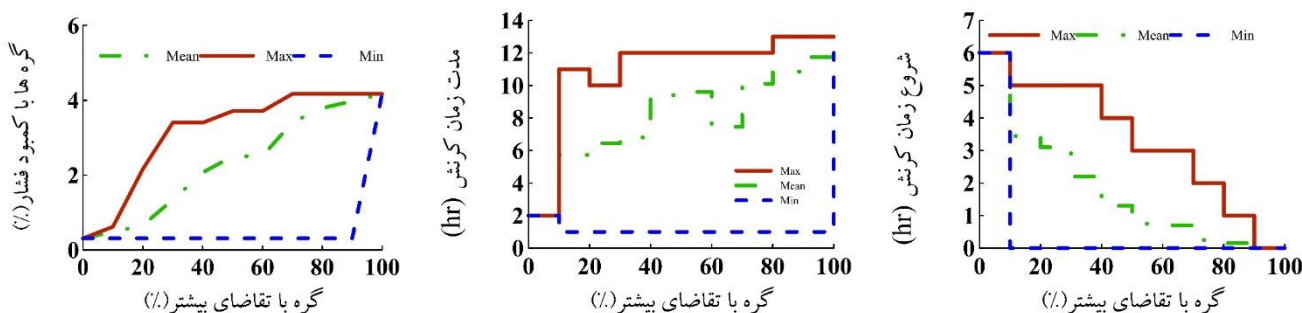 گره ها با کمبود فشار(٪)
6
4
2
0
Mean Max Min
0 20 40 60 80 100
گره با تقاضای بیشتر(٪)
مدت زمان کرنش (hr)
14
12
10
8
6
4
2
0
Max
Mean
Min
0 20 40 60 80 100
گره با تقاضای بیشتر(٪)
شروع زمان کرنش (hr)
7
6
5
4
3
2
1
0
Max Mean Min
0 20 40 60 80 100
گره با تقاضای بیشتر(٪)